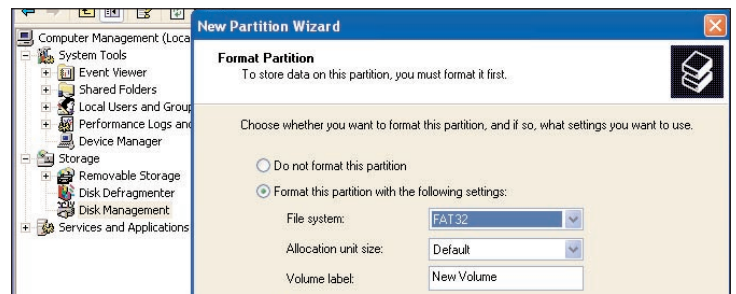 Computer Management (Loca
System Tools
Event Viewer
Shared Folders
Local Users and Group
Performance Logs and
Device Manager
Storage
Removable Storage
Disk Defragmenter
Disk Management
Services and Applications
New Partition Wizard
Format Partition
To store data on this partition, you must format it first.
Choose whether you want to format this partition, and if so, what settings you want to use.
Do not format this partition
Format this partition with the following settings:
File system: FAT32
Allocation unit size: Default
Volume label: New Volume